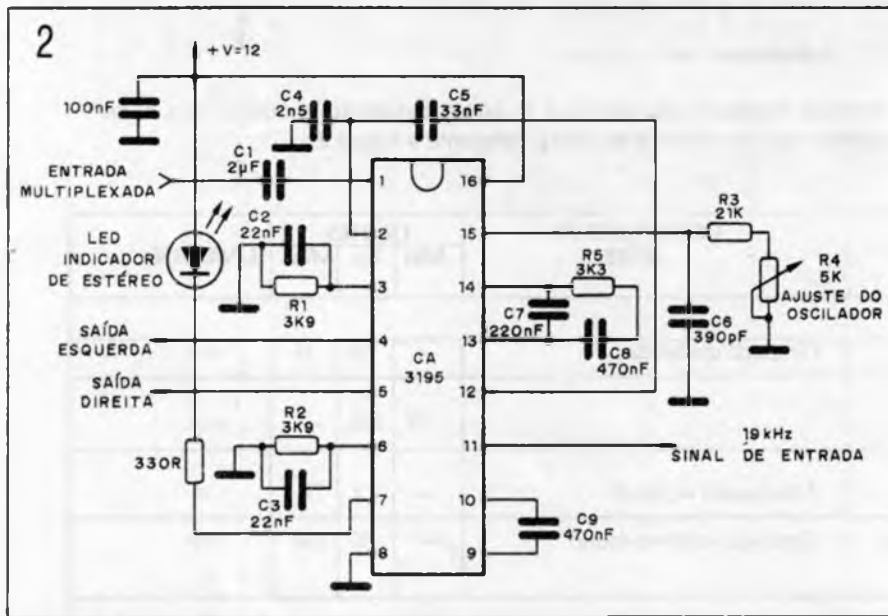 2
+V=12
100nF
C4
2n5
C5
33nF
ENTRADA
MULTIPLEXADA
C1
2µF
C2
22nF
R1
3K9
LED
INDICADOR
DE ESTÉREO
SAÍDA
ESQUERDA
SAÍDA
DIREITA
330R
R2
3K9
C3
22nF
CA
3195
1
2
3
4
5
6
7
8
16
15
14
13
12
11
10
9
R3
21K
R4
5K
AJUSTE DO
OSCILADOR
R5
3K3
C7
220nF
C8
470nF
C6
390pF
19kHz
SINAL DE ENTRADA
C9
470nF